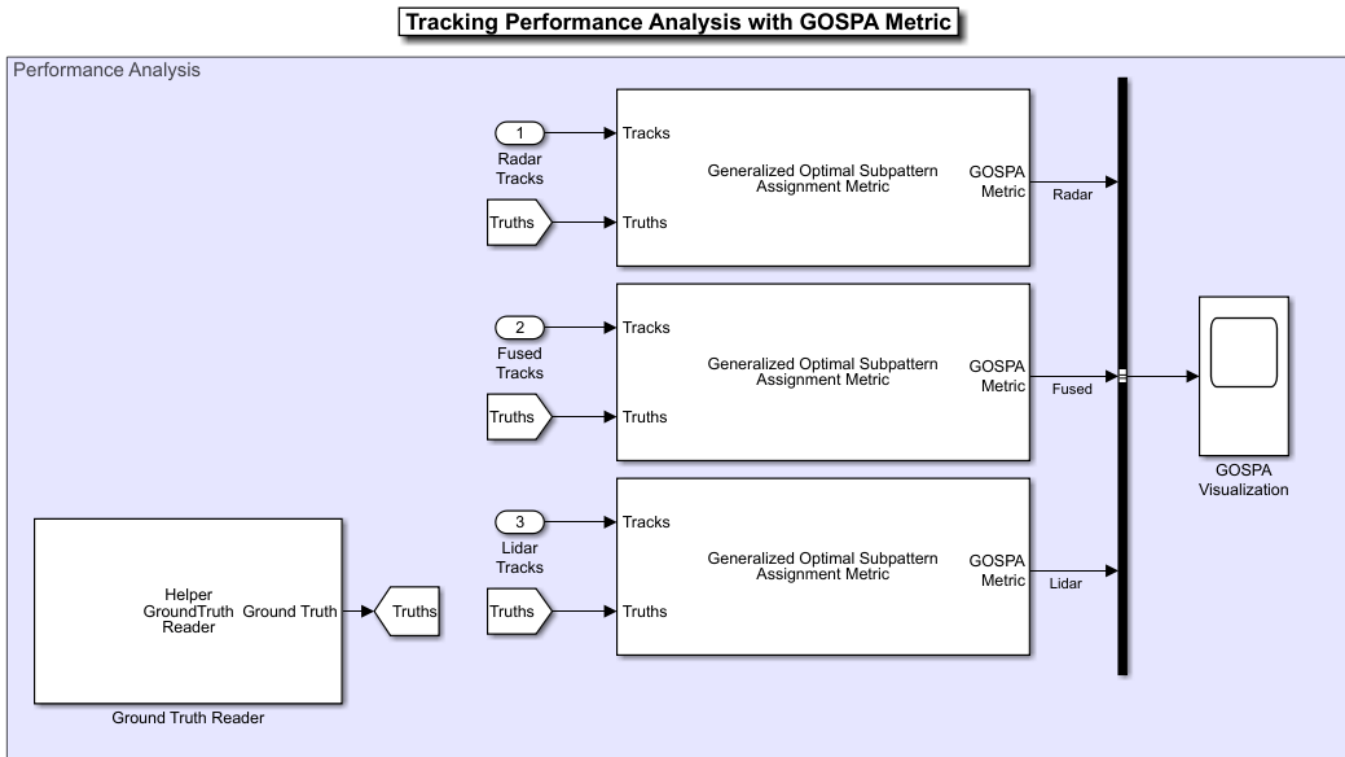 Tracking Performance Analysis with GOSPA Metric
Performance Analysis
1
Radar
Tracks
Truths
Tracks
Truths
Generalized Optimal Subpattern
Assignment Metric
GOSPA
Metric
Radar
2
Fused
Tracks
Truths
Tracks
Truths
Generalized Optimal Subpattern
Assignment Metric
GOSPA
Metric
Fused
GOSPA
Visualization
3
Lidar
Tracks
Truths
Tracks
Truths
Generalized Optimal Subpattern
Assignment Metric
GOSPA
Metric
Lidar
Helper
GroundTruth
Reader
Ground Truth
Truths
Ground Truth Reader